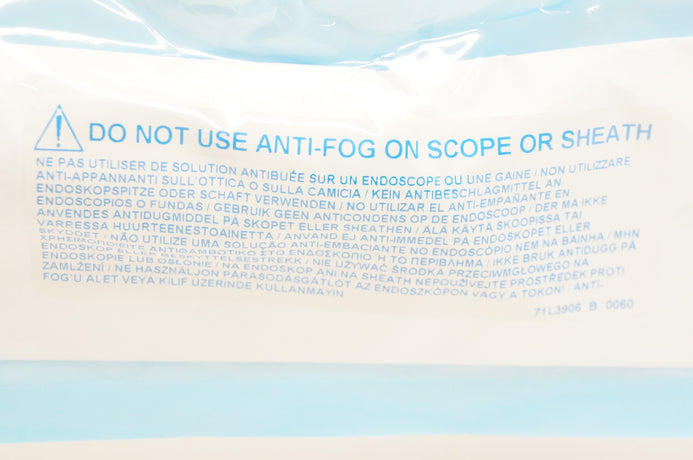 DO NOT USE ANTI-FOG ON SCOPE OR SHEATH
NE PAS UTILISER DE SOLUTION ANTIBUÉE SUR UN ENDOSCOPE OU UNE GAINE / NON UTILIZZARE
ANTI-APPANNANTI SULL'OTTICA O SULLA CAMICIA / KEIN ANTIBESCHLAGMITTEL AN
ENDOSKOPSPITZE ODER SCHAFT VERWENDEN / NO UTILIZAR EL ANTI-EMPAÑANTE EN
ENDOSCOPIOS O FUNDAS / GEBRUIK GEEN ANTICONDENS OP DE ENDOSCOOP / DER MÅ IKKE
ANVENDES ANTIDUGMIDDEL PÅ SKOPET ELLER SHEATHEN / ÄLÄ KÄYTÄ SKOOPISSA TAI
VARRESSA HUURTEENESTOAINETTA / ANVÄND EJ ANTI-IMMEDEL PÅ ENDOSKOPET ELLER
SKYDDET / NÃO UTILIZE UMA SOLUÇÃO ANTI-EMBACIANTE NO ENDOSCÓPIO NEM NA BAINHA / ΜΗΝ
ΧΡΗΣΙΜΟΠΟΙΕΙΤΕ ΑΝΤΙΘΑΜΒΩΤΙΚΟ ΣΤΟ ΕΝΔΟΣΚΟΠΙΟ Ή ΤΟ ΠΕΡΙΒΛΗΜΑ / IKKE BRUK ANTIDUGG PÅ
ENDOSKOP ELLER BESKYTTELSESTREKK / NIE UŻYWAĆ ŚRODKA PRZECIWMGŁOWEGO NA
ENDOSKOPIE LUB OSŁONIE / NA ENDOSKOP ANI NA SHEATH NEPOUŽÍVEJTE PROSTŘEDEK PROTI
ZAMLŽENÍ / NE HASZNÁLJON PÁRÁSODÁSGÁTLÓT AZ ENDOSZKÓPON VAGY A TOKON! / ANTI-
FOG'U ALET VEYA KILIF ÜZERINDE KULLANMAYIN
71L3906 B 0060